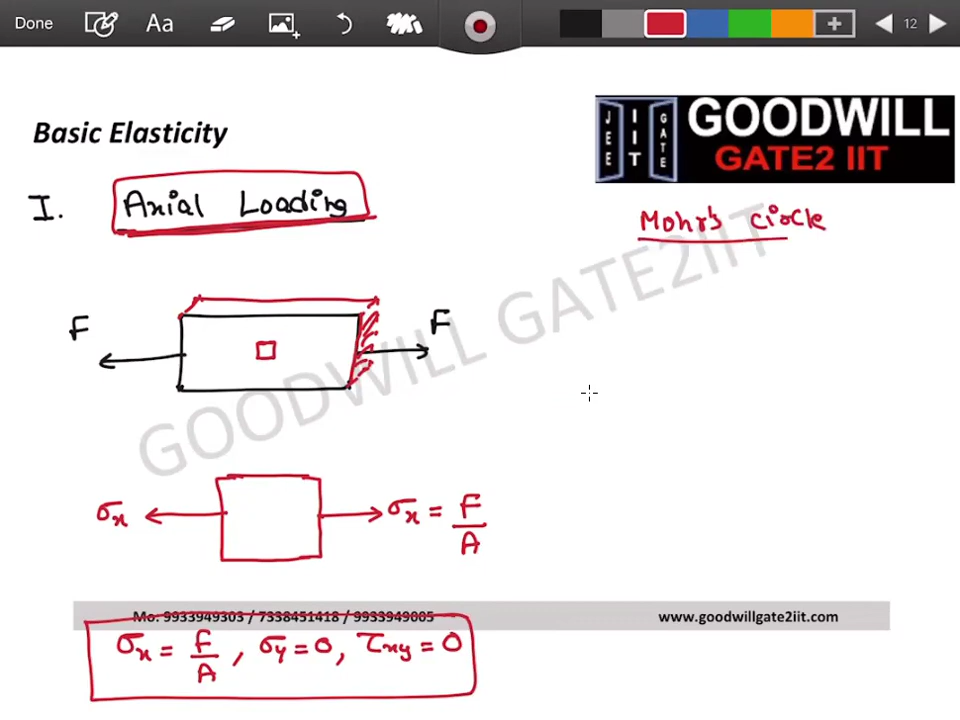 Done Aa 12
Basic Elasticity
JEE IIT GATE
GOODWILL
GATE2 IIT
I. Axial Loading
Mohr's circle
F F
GOODWILL GATE2IIT
σx σx = F/A
Mo: 9933949303 / 7338451418 / 9933949005 www.goodwillgate2iit.com
σx = F/A , σy = 0, τxy = 0